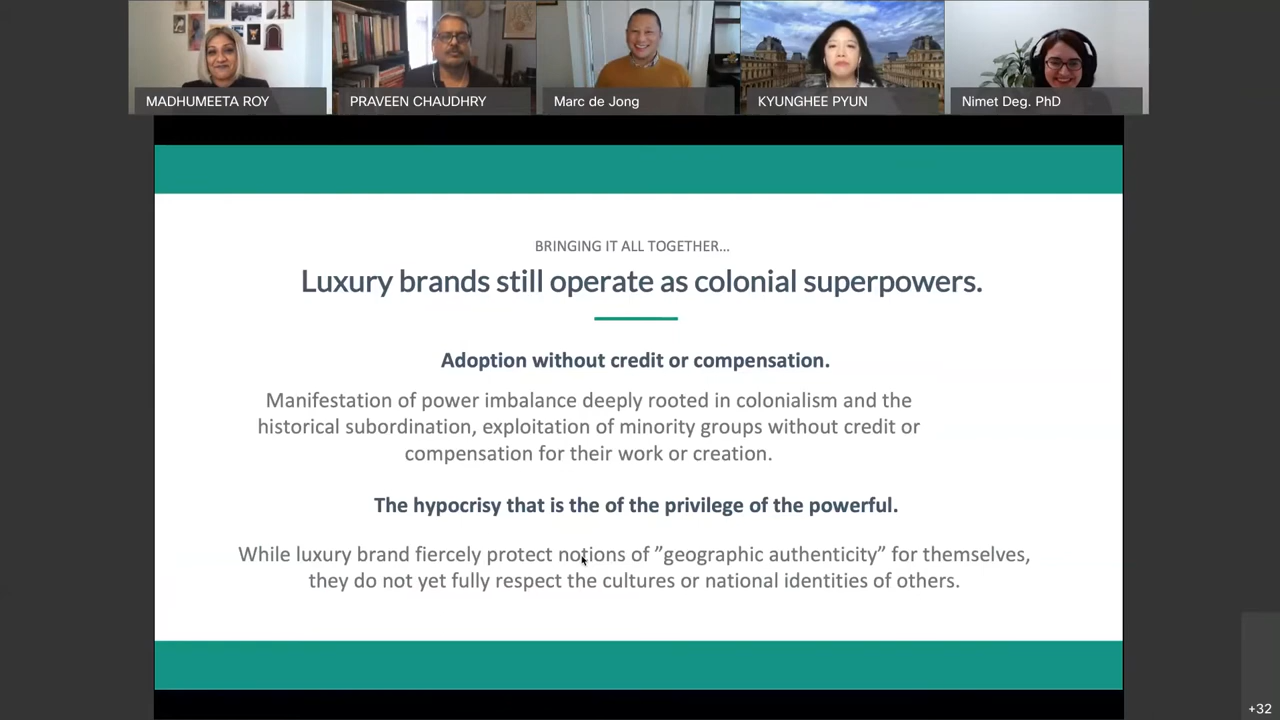 MADHUMEETA ROY
PRAVEEN CHAUDHRY
Marc de Jong
KYUNGHEE PYUN
Nimet Deg. PhD
BRINGING IT ALL TOGETHER...
Luxury brands still operate as colonial superpowers.
Adoption without credit or compensation.
Manifestation of power imbalance deeply rooted in colonialism and the
historical subordination, exploitation of minority groups without credit or
compensation for their work or creation.
The hypocrisy that is the of the privilege of the powerful.
While luxury brand fiercely protect notions of ”geographic authenticity” for themselves,
they do not yet fully respect the cultures or national identities of others.
+32